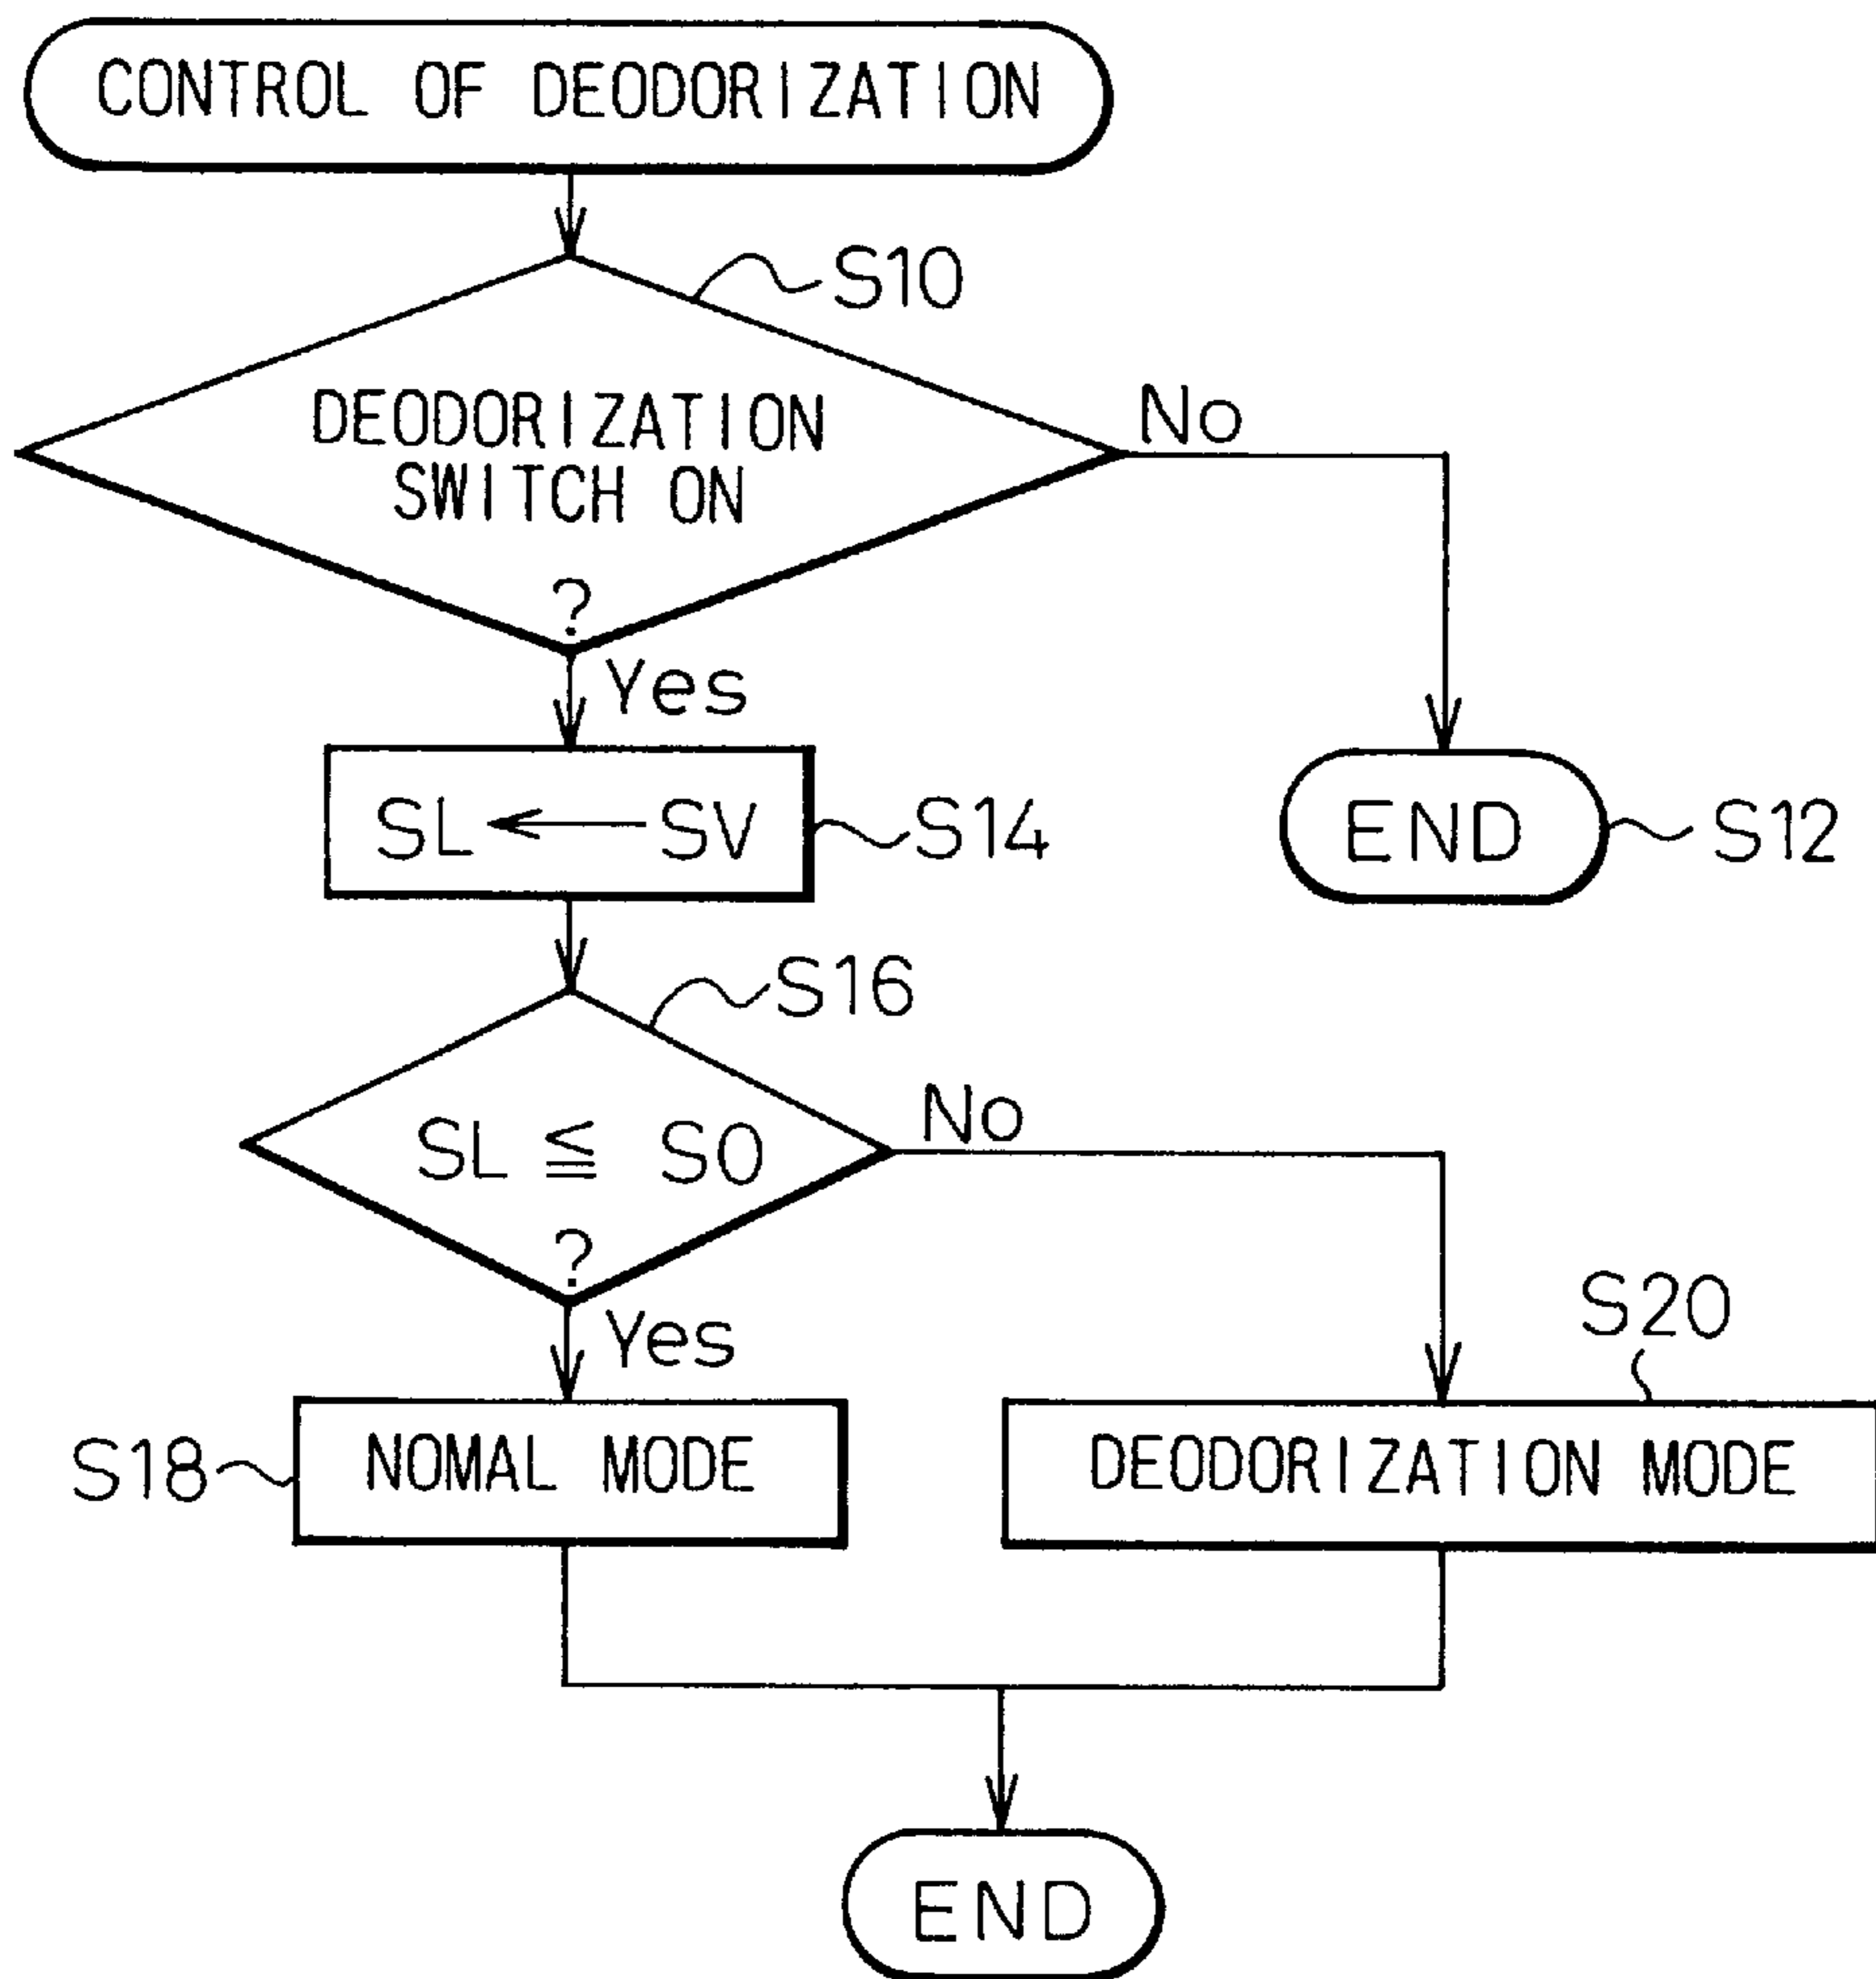 CONTROL OF DEODORIZATION
S10
DEODORIZATION
SWITCH ON
?
No
Yes
SL ← SV
S14
END
S12
S16
SL ≦ SO
?
No
Yes
S20
S18
NOMAL MODE
DEODORIZATION MODE
END